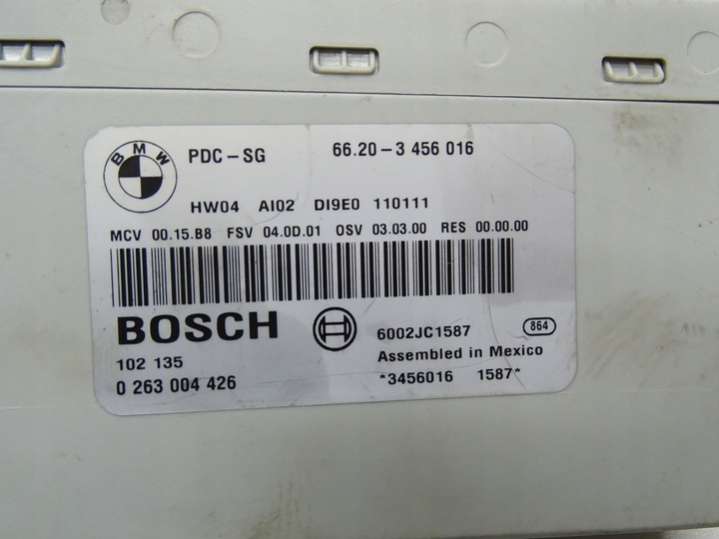 BMW
PDC-SG 66.20-3 456 016
HW04 AI02 DI9E0 110111
MCV 00.15.B8 FSV 04.0D.01 OSV 03.03.00 RES 00.00.00
BOSCH 6002JC1587 864
102 135 Assembled in Mexico
0 263 004 426 *3456016 1587*